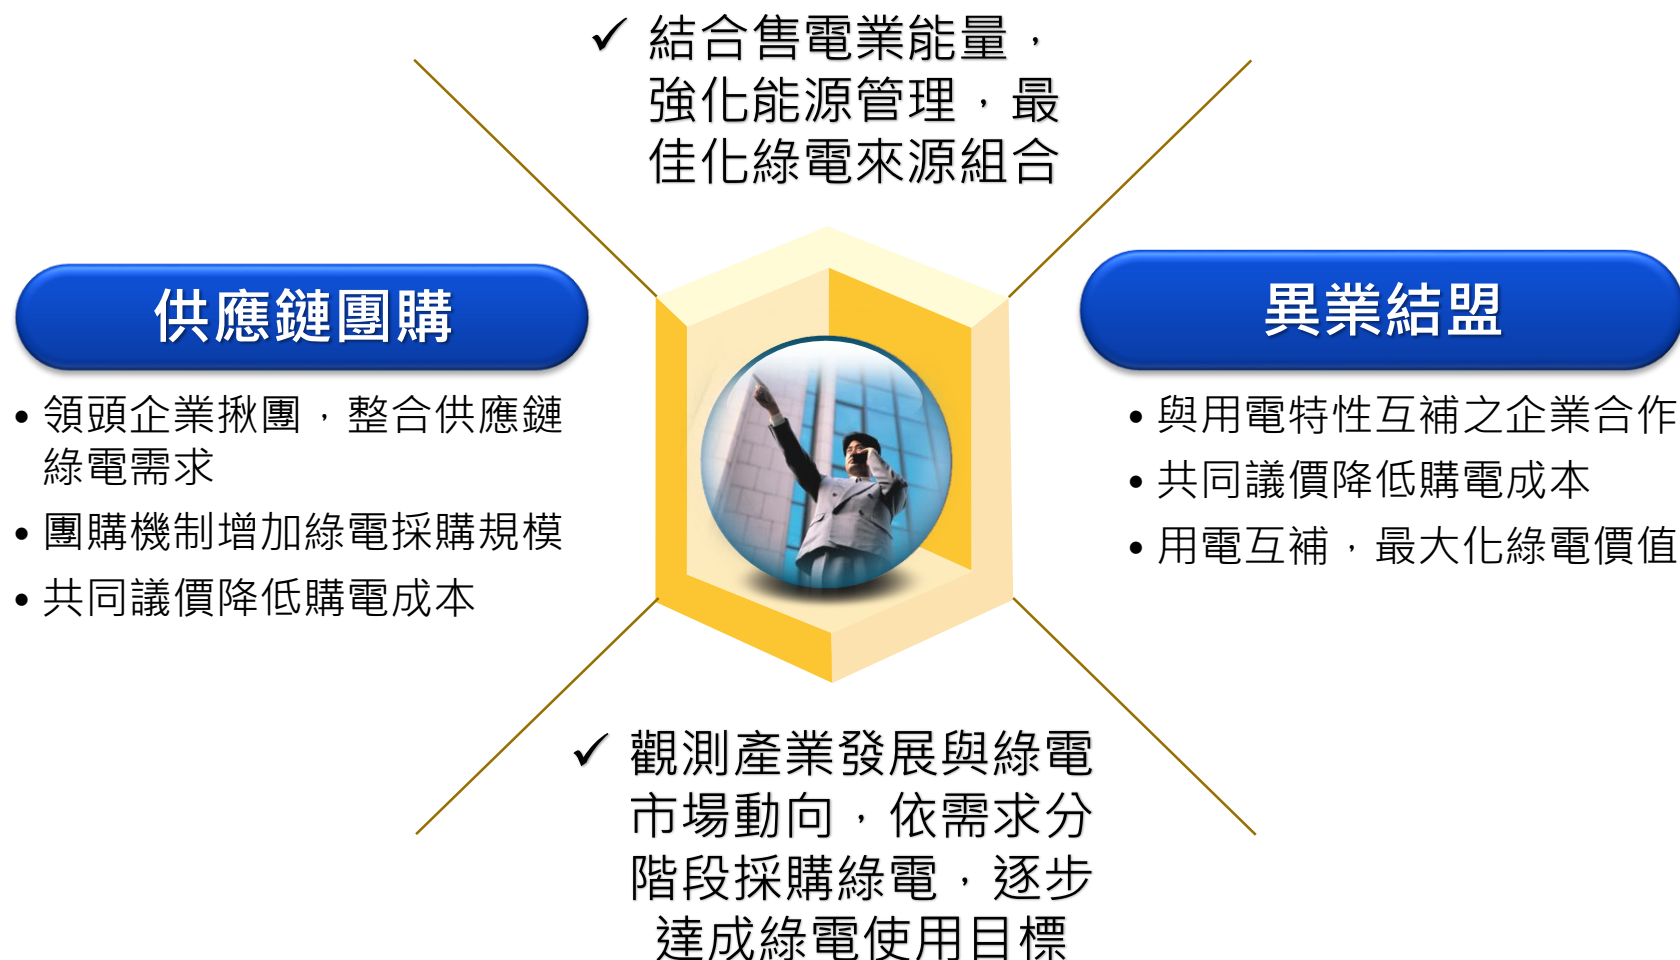 ✓ 結合售電業能量，
強化能源管理，最
佳化綠電來源組合
供應鏈團購
• 領頭企業揪團，整合供應鏈
綠電需求
• 團購機制增加綠電採購規模
• 共同議價降低購電成本
異業結盟
• 與用電特性互補之企業合作
• 共同議價降低購電成本
• 用電互補，最大化綠電價值
✓ 觀測產業發展與綠電
市場動向，依需求分
階段採購綠電，逐步
達成綠電使用目標